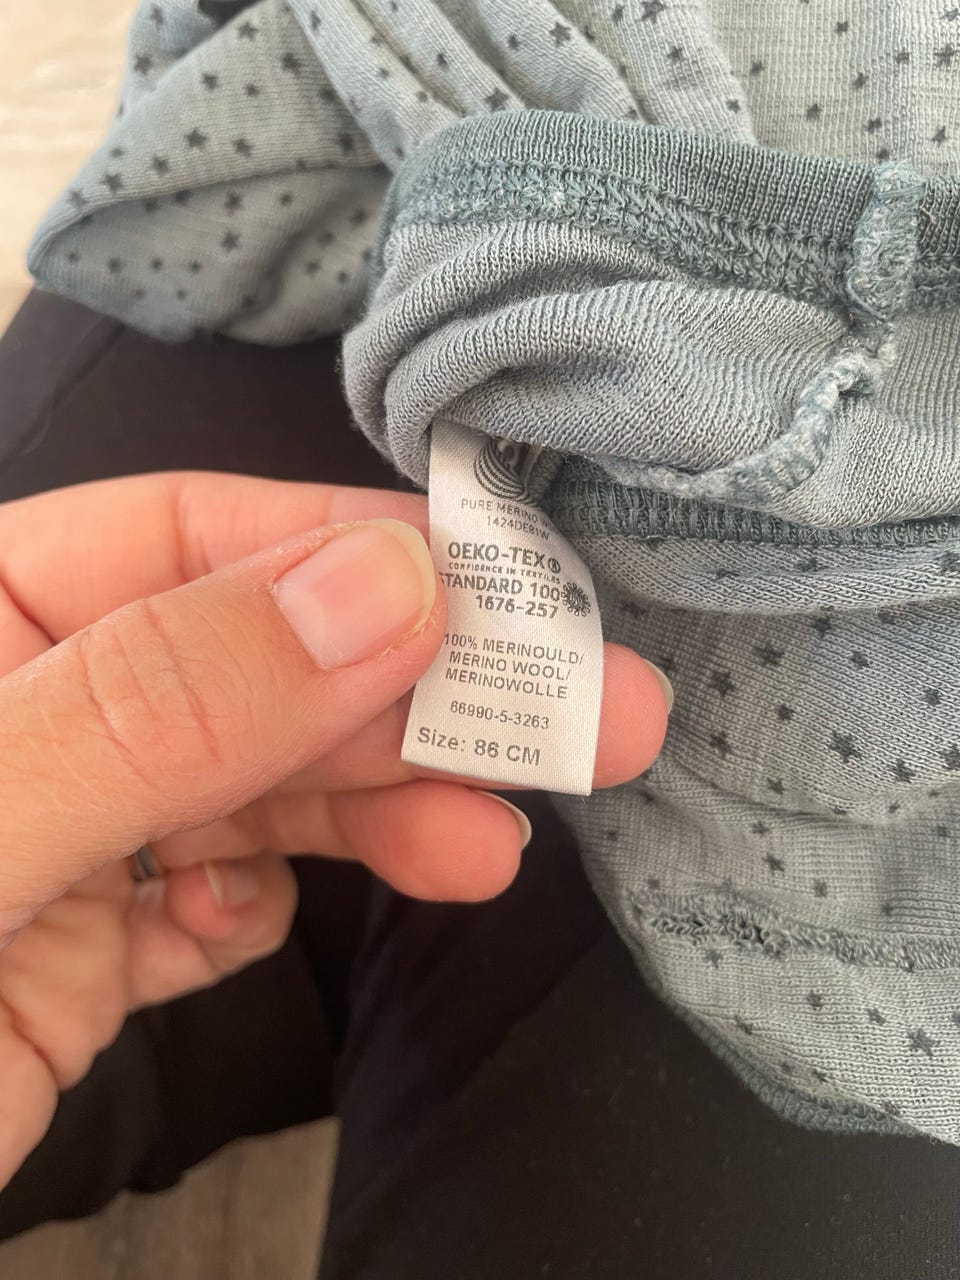 PURE MERINO
1424DE81W
OEKO-TEX®
CONFIDENCE IN TEXTILES
STANDARD 100
1676-257
100% MERINOULD/
MERINO WOOL/
MERINOWOLLE
66990-5-3263
Size: 86 CM